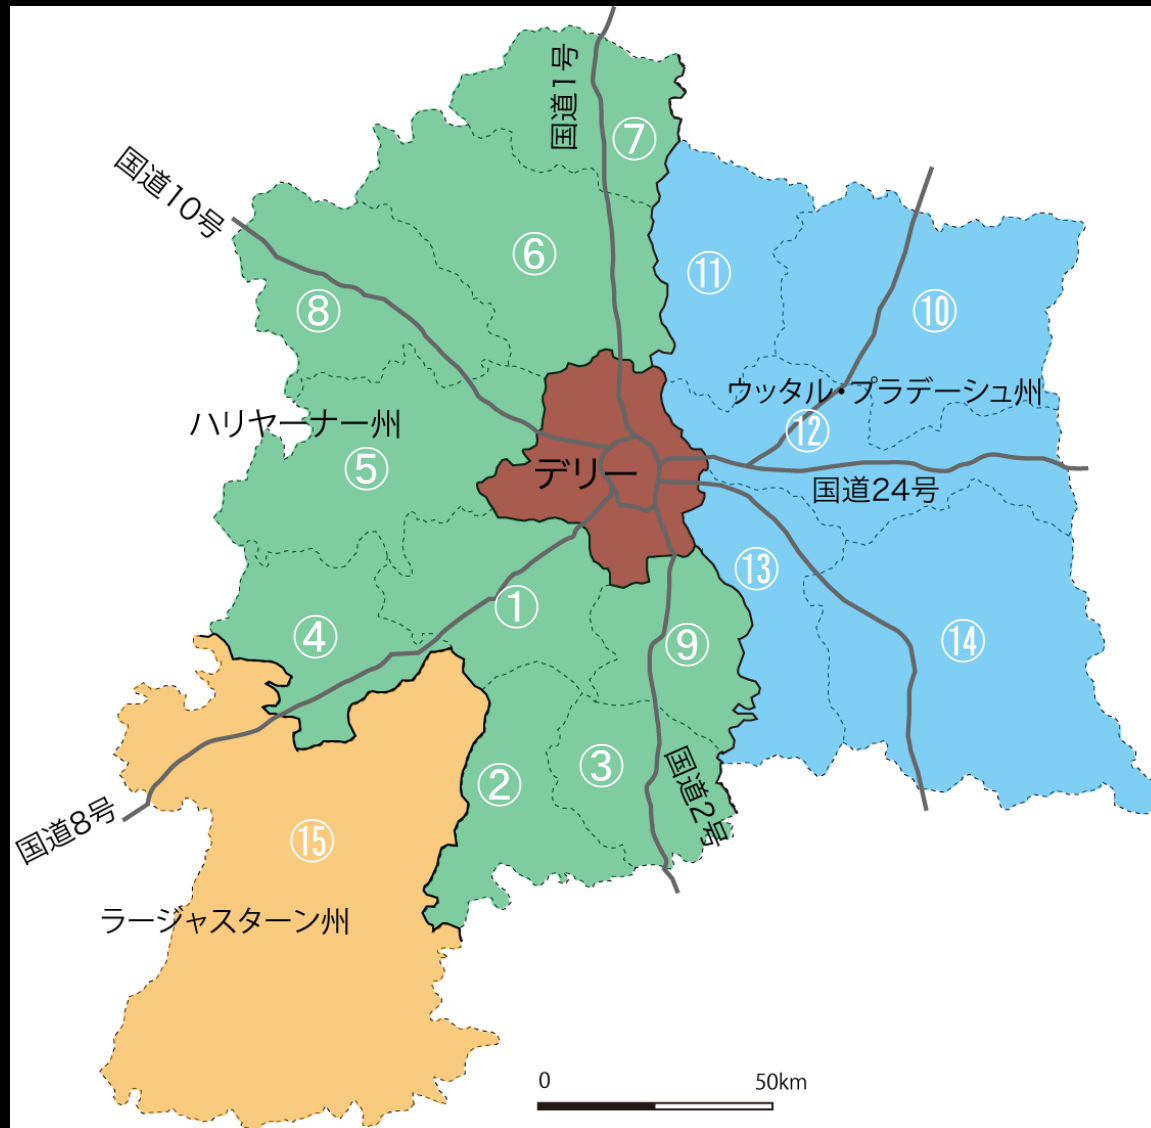 国道1号
⑦
国道10号
⑥
⑪
⑧
⑩
ウッタル・プラデーシュ州
ハリヤーナー州
⑫
⑤
デリー
国道24号
⑬
①
④
⑨
⑭
②
③
国道2号
国道8号
⑮
ラージャスターン州
0
50km